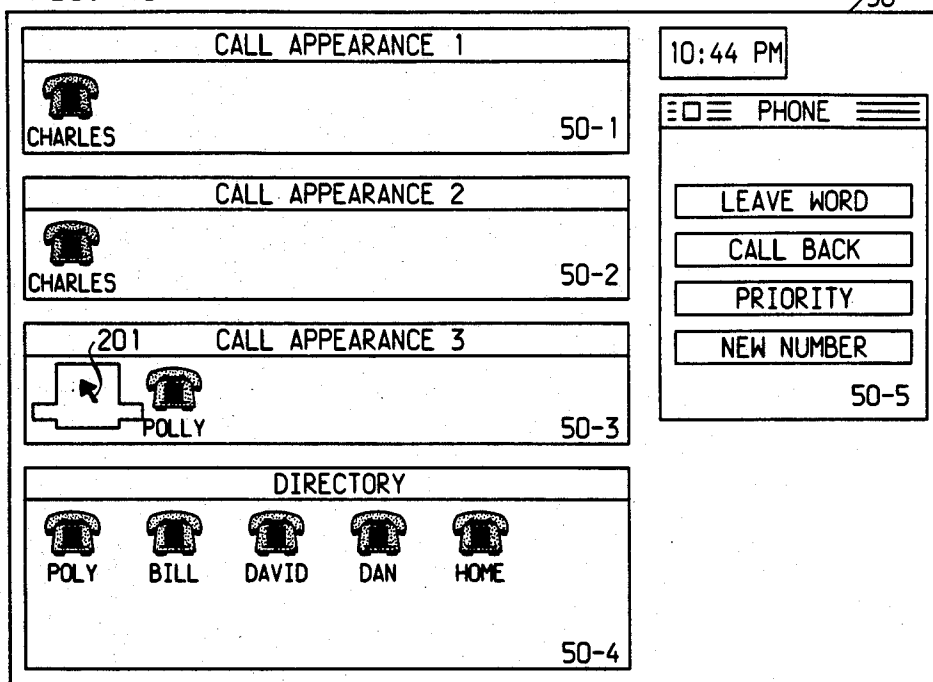 50
CALL APPEARANCE 1
CHARLES
50-1
CALL APPEARANCE 2
CHARLES
50-2
201 CALL APPEARANCE 3
POLLY
50-3
DIRECTORY
POLY BILL DAVID DAN HOME
50-4
10:44 PM
PHONE
LEAVE WORD
CALL BACK
PRIORITY
NEW NUMBER
50-5